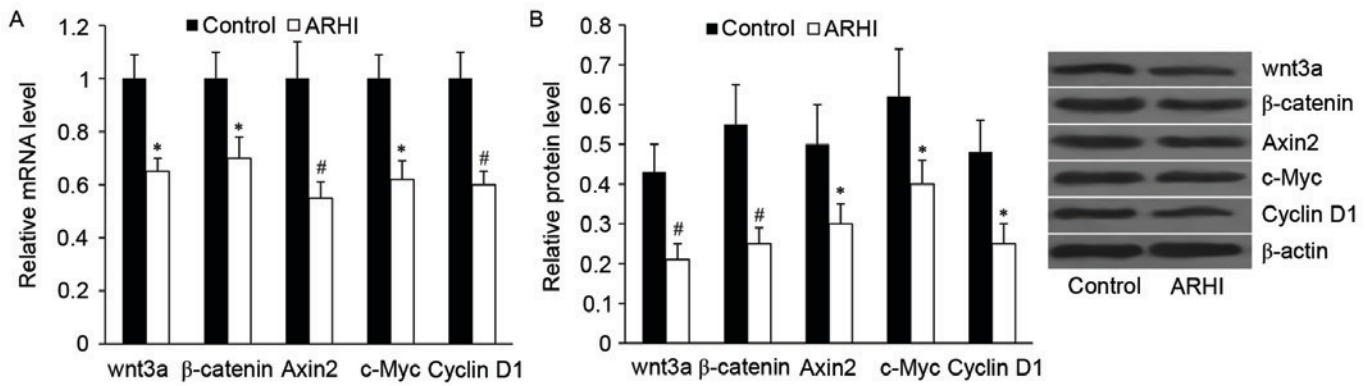 A
Control ARHI
1.2
1
0.8
0.6
0.4
0.2
0
Relative mRNA level
* * # * #
wnt3a β-catenin Axin2 c-Myc Cyclin D1
B
Control ARHI
0.8
0.7
0.6
0.5
0.4
0.3
0.2
0.1
0
Relative protein level
# # * * *
wnt3a β-catenin Axin2 c-Myc Cyclin D1
wnt3a
β-catenin
Axin2
c-Myc
Cyclin D1
β-actin
Control ARHI